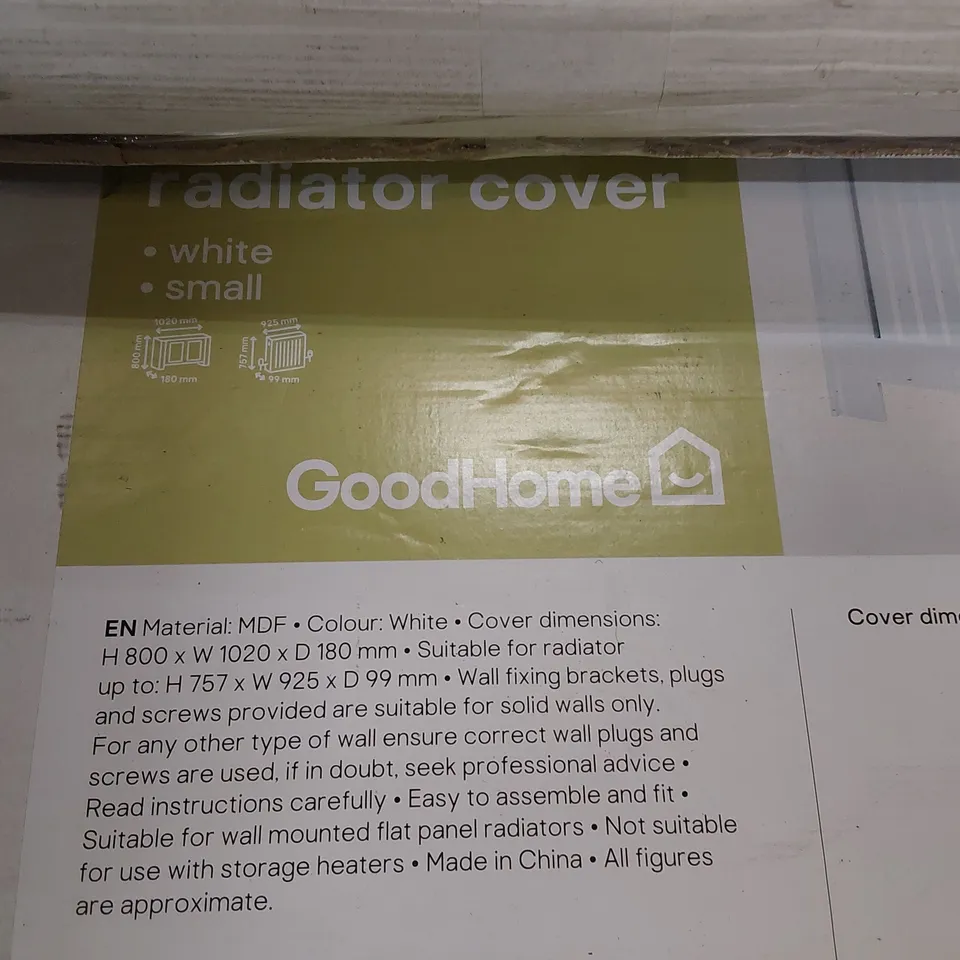 radiator cover
• white
• small
1020 mm
800 mm
180 mm
925 mm
757 mm
99 mm
GoodHome
EN Material: MDF • Colour: White • Cover dimensions:
H 800 x W 1020 x D 180 mm • Suitable for radiator
up to: H 757 x W 925 x D 99 mm • Wall fixing brackets, plugs
and screws provided are suitable for solid walls only.
For any other type of wall ensure correct wall plugs and
screws are used, if in doubt, seek professional advice •
Read instructions carefully • Easy to assemble and fit •
Suitable for wall mounted flat panel radiators • Not suitable
for use with storage heaters • Made in China • All figures
are approximate.
Cover dime